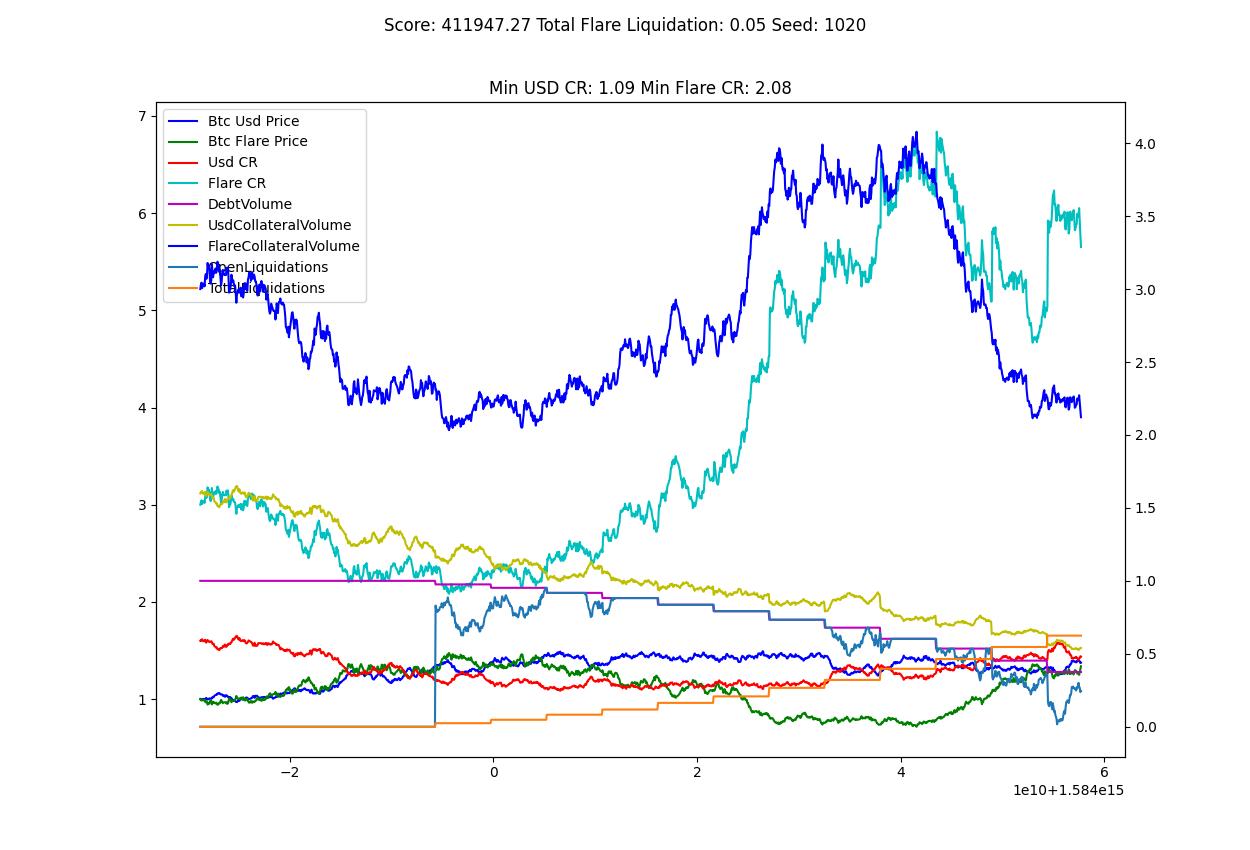 Score: 411947.27 Total Flare Liquidation: 0.05 Seed: 1020
Min USD CR: 1.09 Min Flare CR: 2.08
Btc Usd Price
Btc Flare Price
Usd CR
Flare CR
DebtVolume
UsdCollateralVolume
FlareCollateralVolume
OpenLiquidations
TotalLiquidations
7
6
5
4
3
2
1
4.0
3.5
3.0
2.5
2.0
1.5
1.0
0.5
0.0
−2
0
2
4
6
1e10+1.584e15